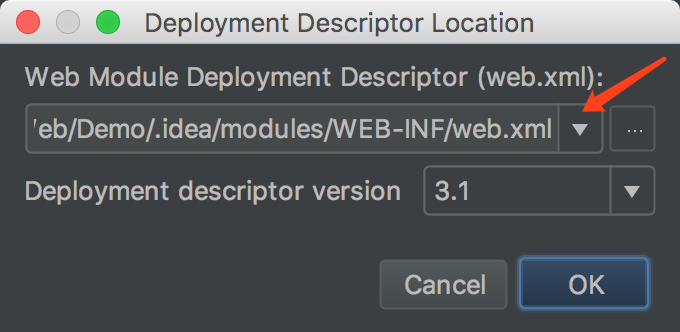 Deployment Descriptor Location
Web Module Deployment Descriptor (web.xml):
'eb/Demo/.idea/modules/WEB-INF/web.xml
...
Deployment descriptor version 3.1
Cancel OK